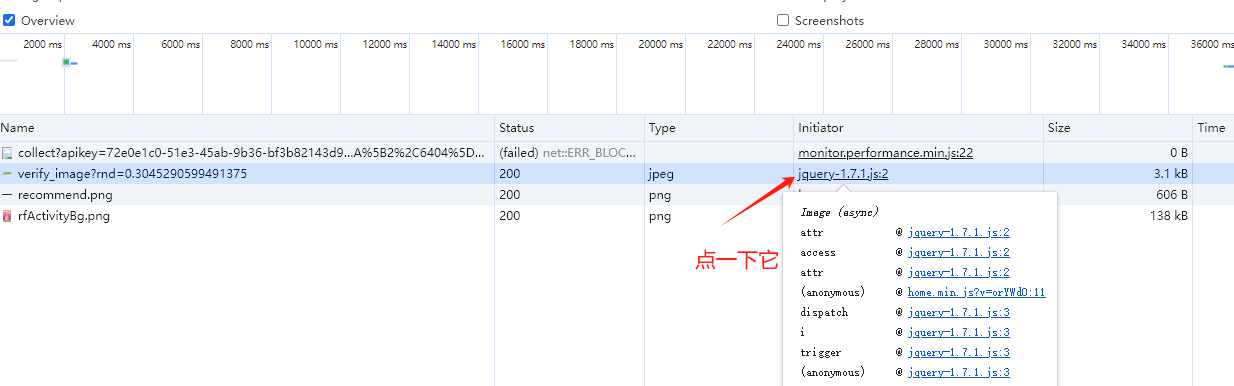 Overview
Screenshots
2000 ms
4000 ms
6000 ms
8000 ms
10000 ms
12000 ms
14000 ms
16000 ms
18000 ms
20000 ms
22000 ms
24000 ms
26000 ms
28000 ms
30000 ms
32000 ms
34000 ms
36000 ms
Name Status Type Initiator Size Time
collect?apikey=72e0e1c0-51e3-45ab-9b36-bf3b82143d9...A%5B2%2C6404%5D... (failed) net::ERR_BLOC... monitor.performance.min.js:22 0 B
verify_image?rnd=0.3045290599491375 200 jpeg jquery-1.7.1.js:2 3.1 kB
recommend.png 200 png 606 B
rfActivityBg.png 200 png 138 kB
点一下它
Image (async)
attr @ jquery-1.7.1.js:2
access @ jquery-1.7.1.js:2
attr @ jquery-1.7.1.js:2
(anonymous) @ home.min.js?v=orYWdO:11
dispatch @ jquery-1.7.1.js:3
i @ jquery-1.7.1.js:3
trigger @ jquery-1.7.1.js:3
(anonymous) @ jquery-1.7.1.js:3